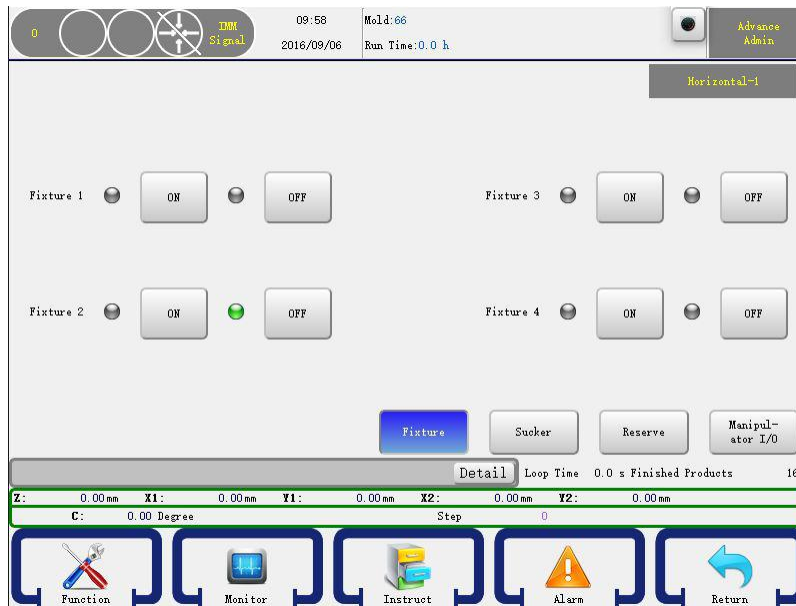 0
IMM
Signal
09:58
2016/09/06
Mold:66
Run Time:0.0 h
Advance
Admin
Horizontal-1
Fixture 1 ON OFF Fixture 3 ON OFF
Fixture 2 ON OFF Fixture 4 ON OFF
Fixture Sucker Reserve Manipul-
ator I/O
Detail Loop Time 0.0 s Finished Products 16
Z: 0.00mm X1: 0.00mm Y1: 0.00mm X2: 0.00mm Y2: 0.00mm
C: 0.00 Degree Step 0
Function Monitor Instruct Alarm Return